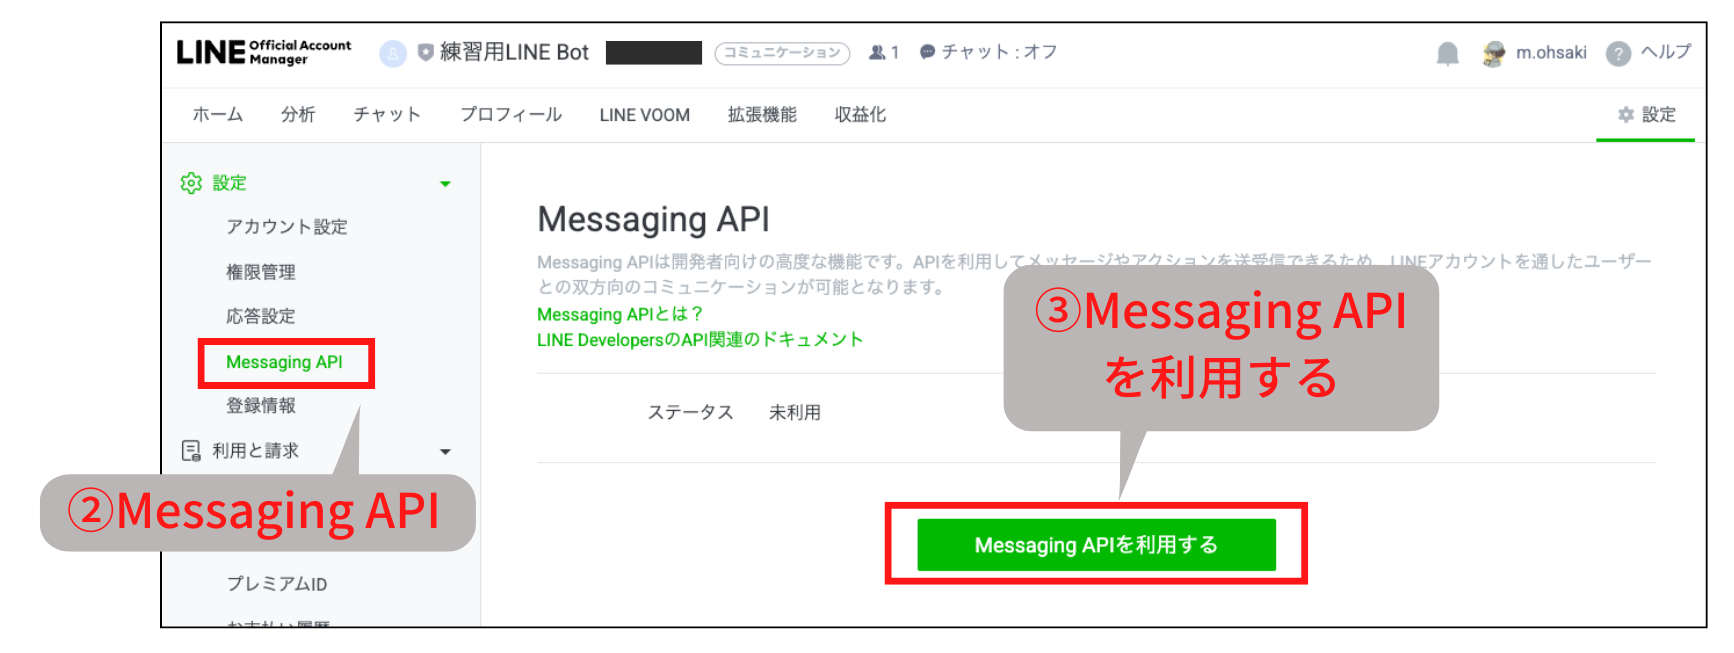 LINE Official Account Manager
練習用LINE Bot
コミュニケーション
1
チャット : オフ
m.ohsaki
? ヘルプ
ホーム 分析 チャット プロフィール LINE VOOM 拡張機能 収益化
設定
設定
アカウント設定
権限管理
応答設定
Messaging API
登録情報
利用と請求
②Messaging API
プレミアムID
Messaging API
Messaging APIは開発者向けの高度な機能です。APIを利用してメッセージやアクションを送受信できるため、LINEアカウントを通したユーザー
との双方向のコミュニケーションが可能となります。
Messaging APIとは？
LINE DevelopersのAPI関連のドキュメント
③Messaging API
を利用する
ステータス 未利用
Messaging APIを利用する